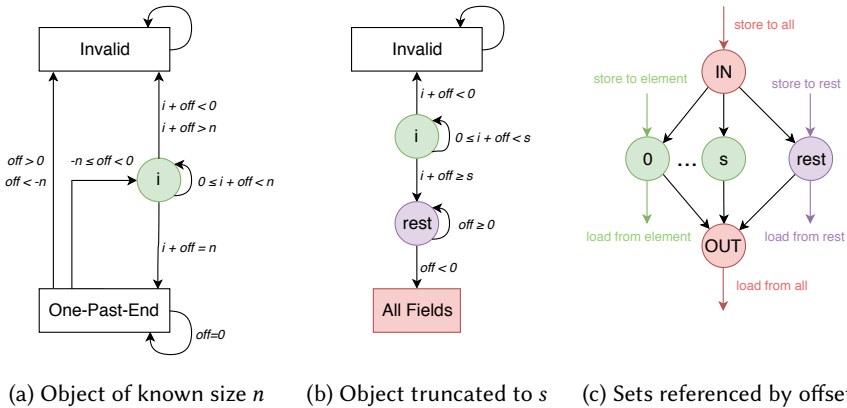 Invalid
i + off < 0
i + off > n
off > 0
off < -n
-n ≤ off < 0
i
0 ≤ i + off < n
i + off = n
One-Past-End
off=0
(a) Object of known size n
Invalid
i + off < 0
i
0 ≤ i + off < s
i + off ≥ s
rest
off ≥ 0
off < 0
All Fields
(b) Object truncated to s
store to all
IN
store to element
store to rest
0
...
s
rest
load from element
load from rest
OUT
load from all
(c) Sets referenced by offset